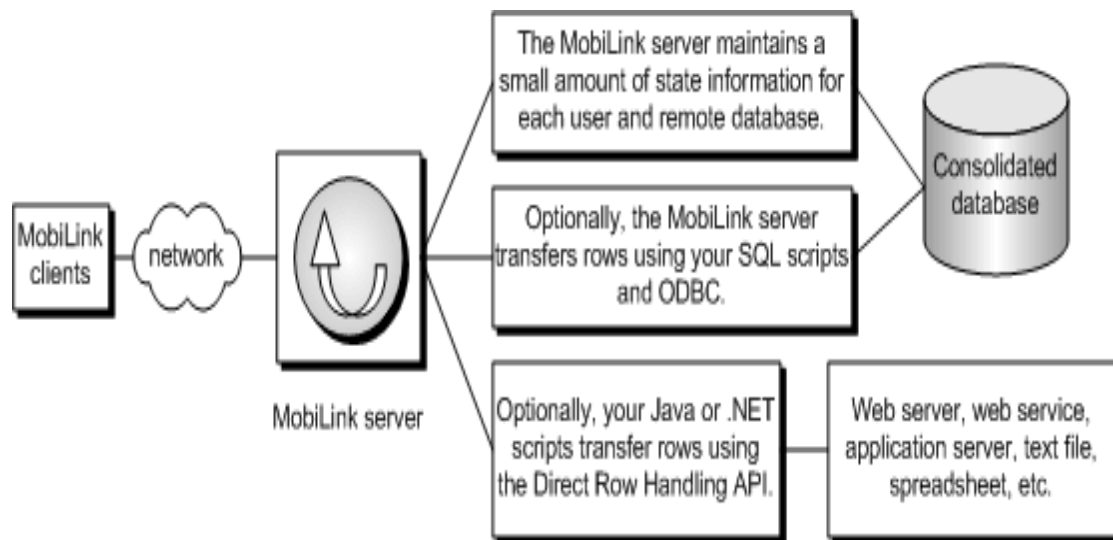 The MobiLink server maintains a
small amount of state information for
each user and remote database.
Consolidated
database
MobiLink
clients
network
Optionally, the MobiLink server
transfers rows using your SQL scripts
and ODBC.
MobiLink server
Optionally, your Java or .NET
scripts transfer rows using
the Direct Row Handling API.
Web server, web service,
application server, text file,
spreadsheet, etc.